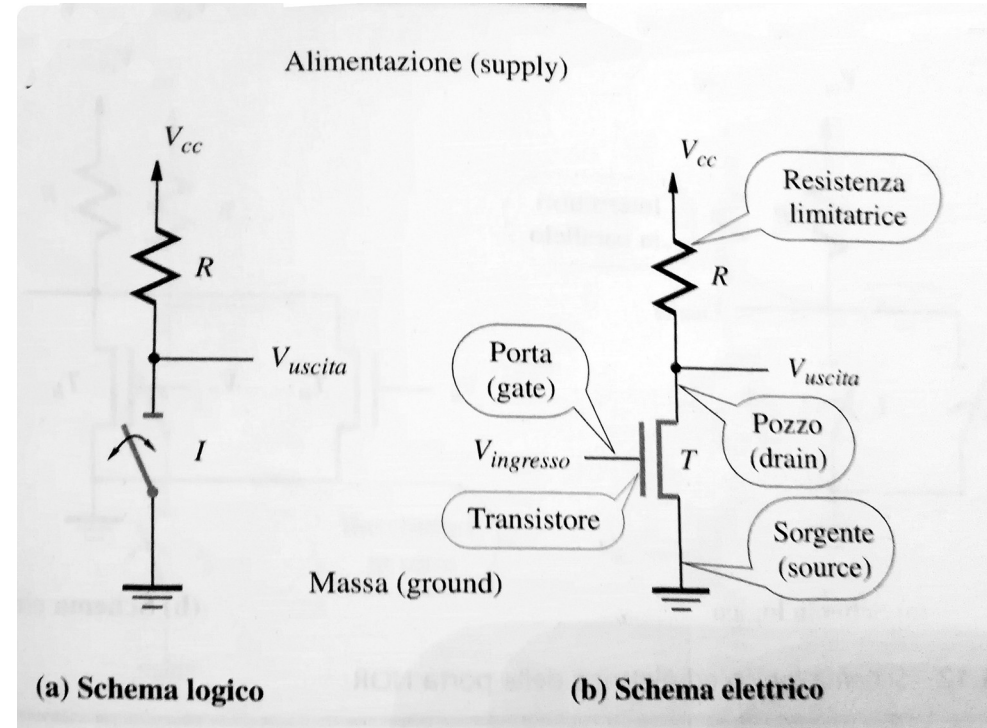 Alimentazione (supply)
V_cc
R
V_uscita
I
(a) Schema logico
V_cc
Resistenza
limitatrice
R
Porta
(gate)
V_uscita
Pozzo
(drain)
V_ingresso
T
Transistore
Sorgente
(source)
Massa (ground)
(b) Schema elettrico